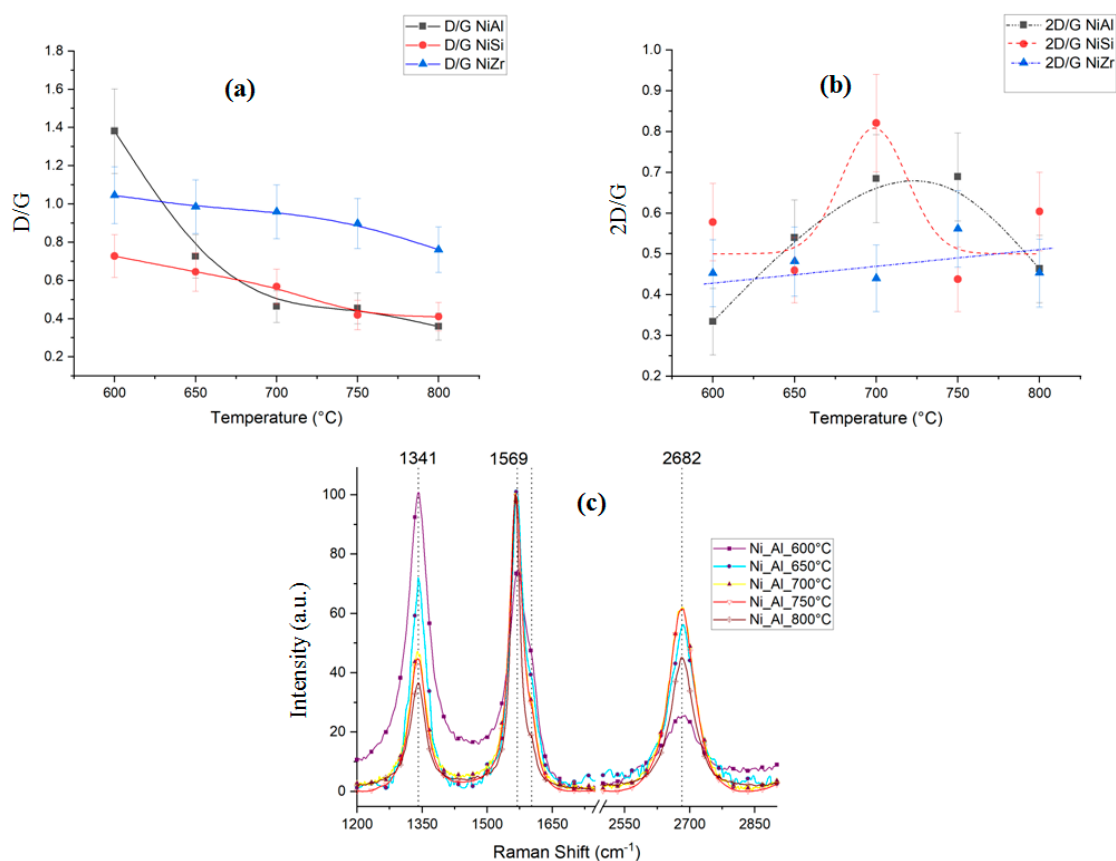 1.8
1.6
1.4
1.2
1.0
0.8
0.6
0.4
0.2
D/G
600
650
700
750
800
Temperature (°C)
(a)
D/G NiAl
D/G NiSi
D/G NiZr
1.0
0.9
0.8
0.7
0.6
0.5
0.4
0.3
0.2
2D/G
600
650
700
750
800
Temperature (°C)
(b)
2D/G NiAl
2D/G NiSi
2D/G NiZr
1341
1569
2682
(c)
100
80
60
40
20
0
Intensity (a.u.)
1200
1350
1500
1650
2550
2700
2850
Raman Shift (cm⁻¹)
Ni_Al_600°C
Ni_Al_650°C
Ni_Al_700°C
Ni_Al_750°C
Ni_Al_800°C